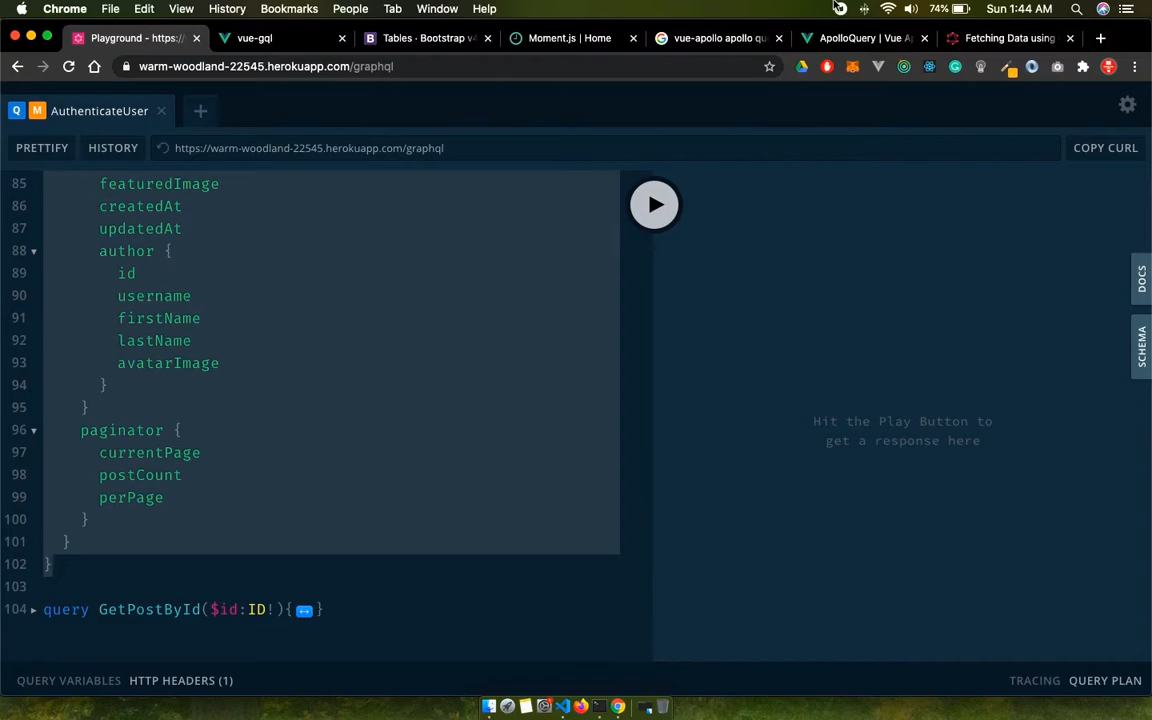 Chrome File Edit View History Bookmarks People Tab Window Help 74% Sun 1:44 AM
Playground - https:/ vue-gql Tables · Bootstrap v4 Moment.js | Home vue-apollo apollo qu ApolloQuery | Vue Ap Fetching Data using
warm-woodland-22545.herokuapp.com/graphql
Q M AuthenticateUser
PRETTIFY HISTORY https://warm-woodland-22545.herokuapp.com/graphql COPY CURL
85 featuredImage
86 createdAt
87 updatedAt
88 author {
89 id
90 username
91 firstName
92 lastName
93 avatarImage
94 }
95 }
96 paginator {
97 currentPage
98 postCount
99 perPage
100 }
101 }
102 }
103
104 query GetPostById($id:ID!){ }
Hit the Play Button to
get a response here
DOCS
SCHEMA
QUERY VARIABLES HTTP HEADERS (1) TRACING QUERY PLAN